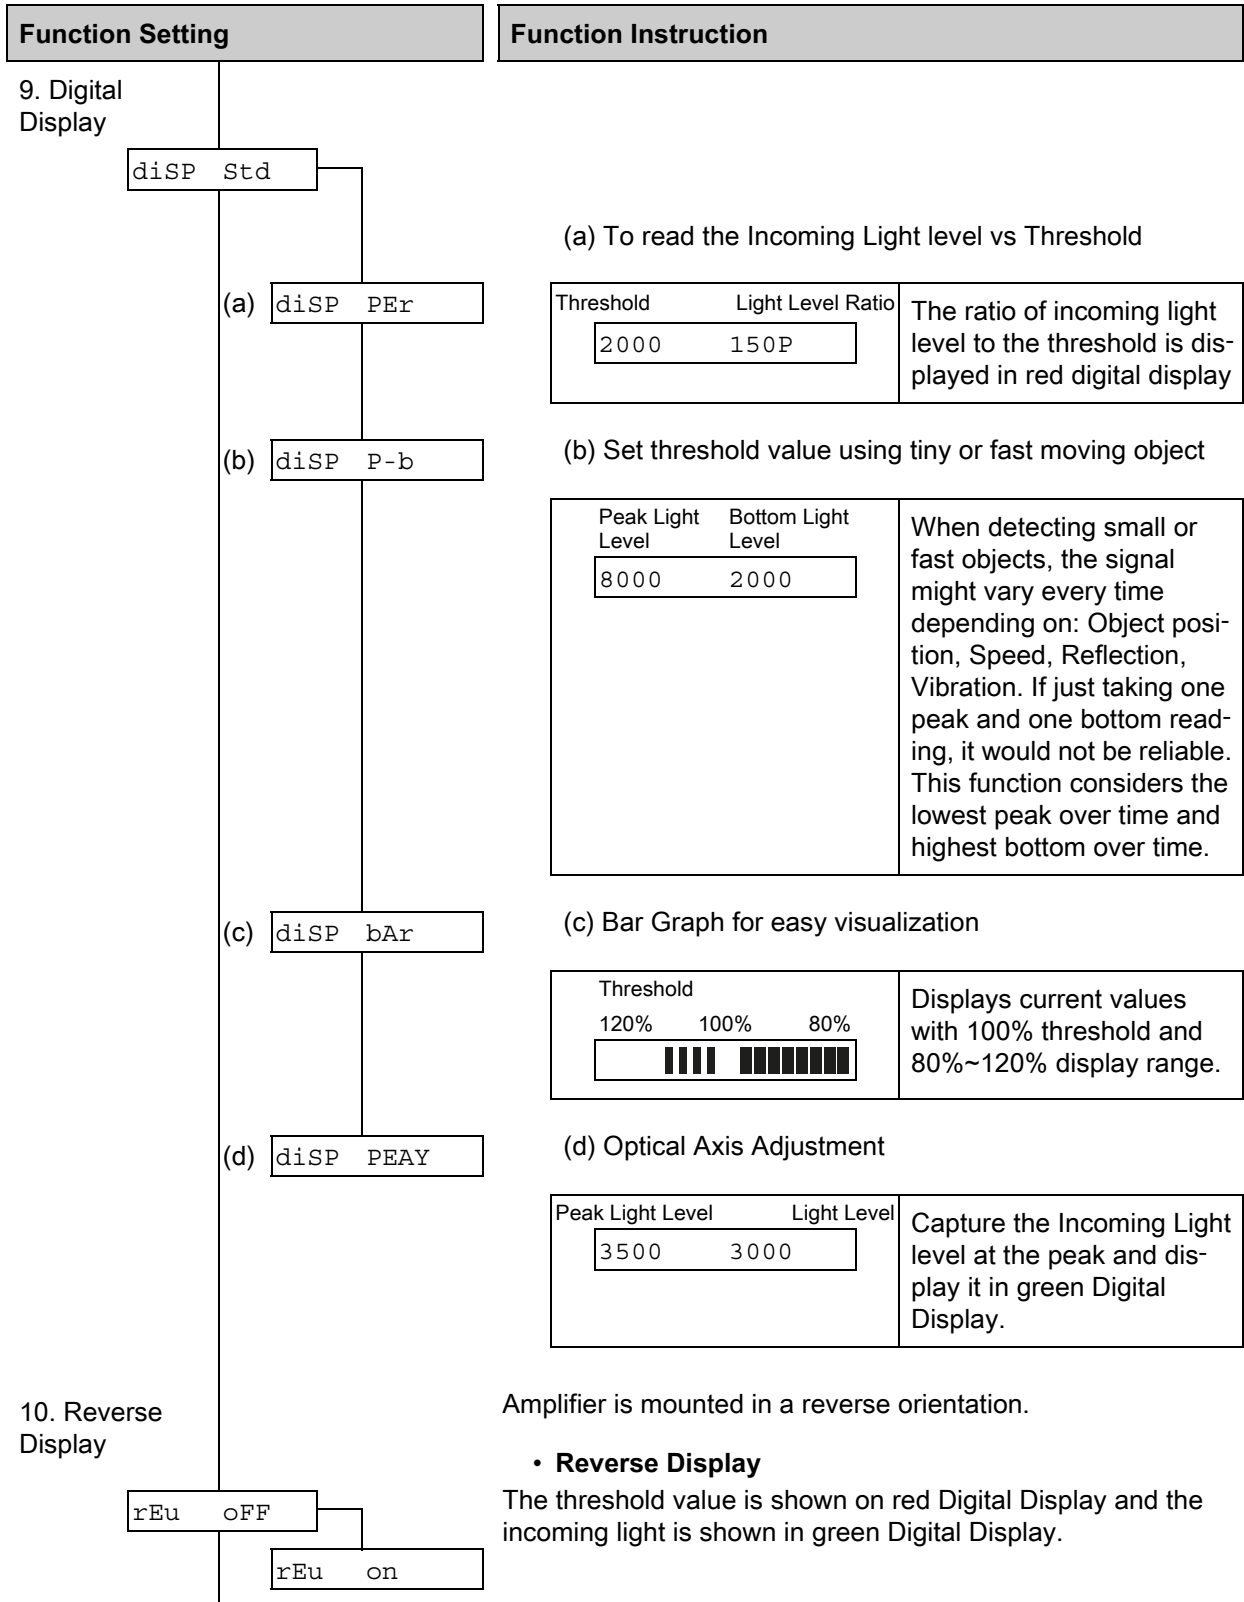 Function Setting
Function Instruction
9. Digital
Display
diSP Std
(a) To read the Incoming Light level vs Threshold
(a) diSP PEr
Threshold Light Level Ratio
2000 150P
The ratio of incoming light
level to the threshold is dis-
played in red digital display
(b) diSP P-b
(b) Set threshold value using tiny or fast moving object
Peak Light Level
Bottom Light Level
8000 2000
When detecting small or
fast objects, the signal
might vary every time
depending on: Object posi-
tion, Speed, Reflection,
Vibration. If just taking one
peak and one bottom read-
ing, it would not be reliable.
This function considers the
lowest peak over time and
highest bottom over time.
(c) diSP bAr
(c) Bar Graph for easy visualization
Threshold
120% 100% 80%
Displays current values
with 100% threshold and
80%~120% display range.
(d) diSP PEAY
(d) Optical Axis Adjustment
Peak Light Level Light Level
3500 3000
Capture the Incoming Light
level at the peak and dis-
play it in green Digital
Display.
10. Reverse
Display
Amplifier is mounted in a reverse orientation.
• Reverse Display
The threshold value is shown on red Digital Display and the
incoming light is shown in green Digital Display.
rEu oFF
rEu on